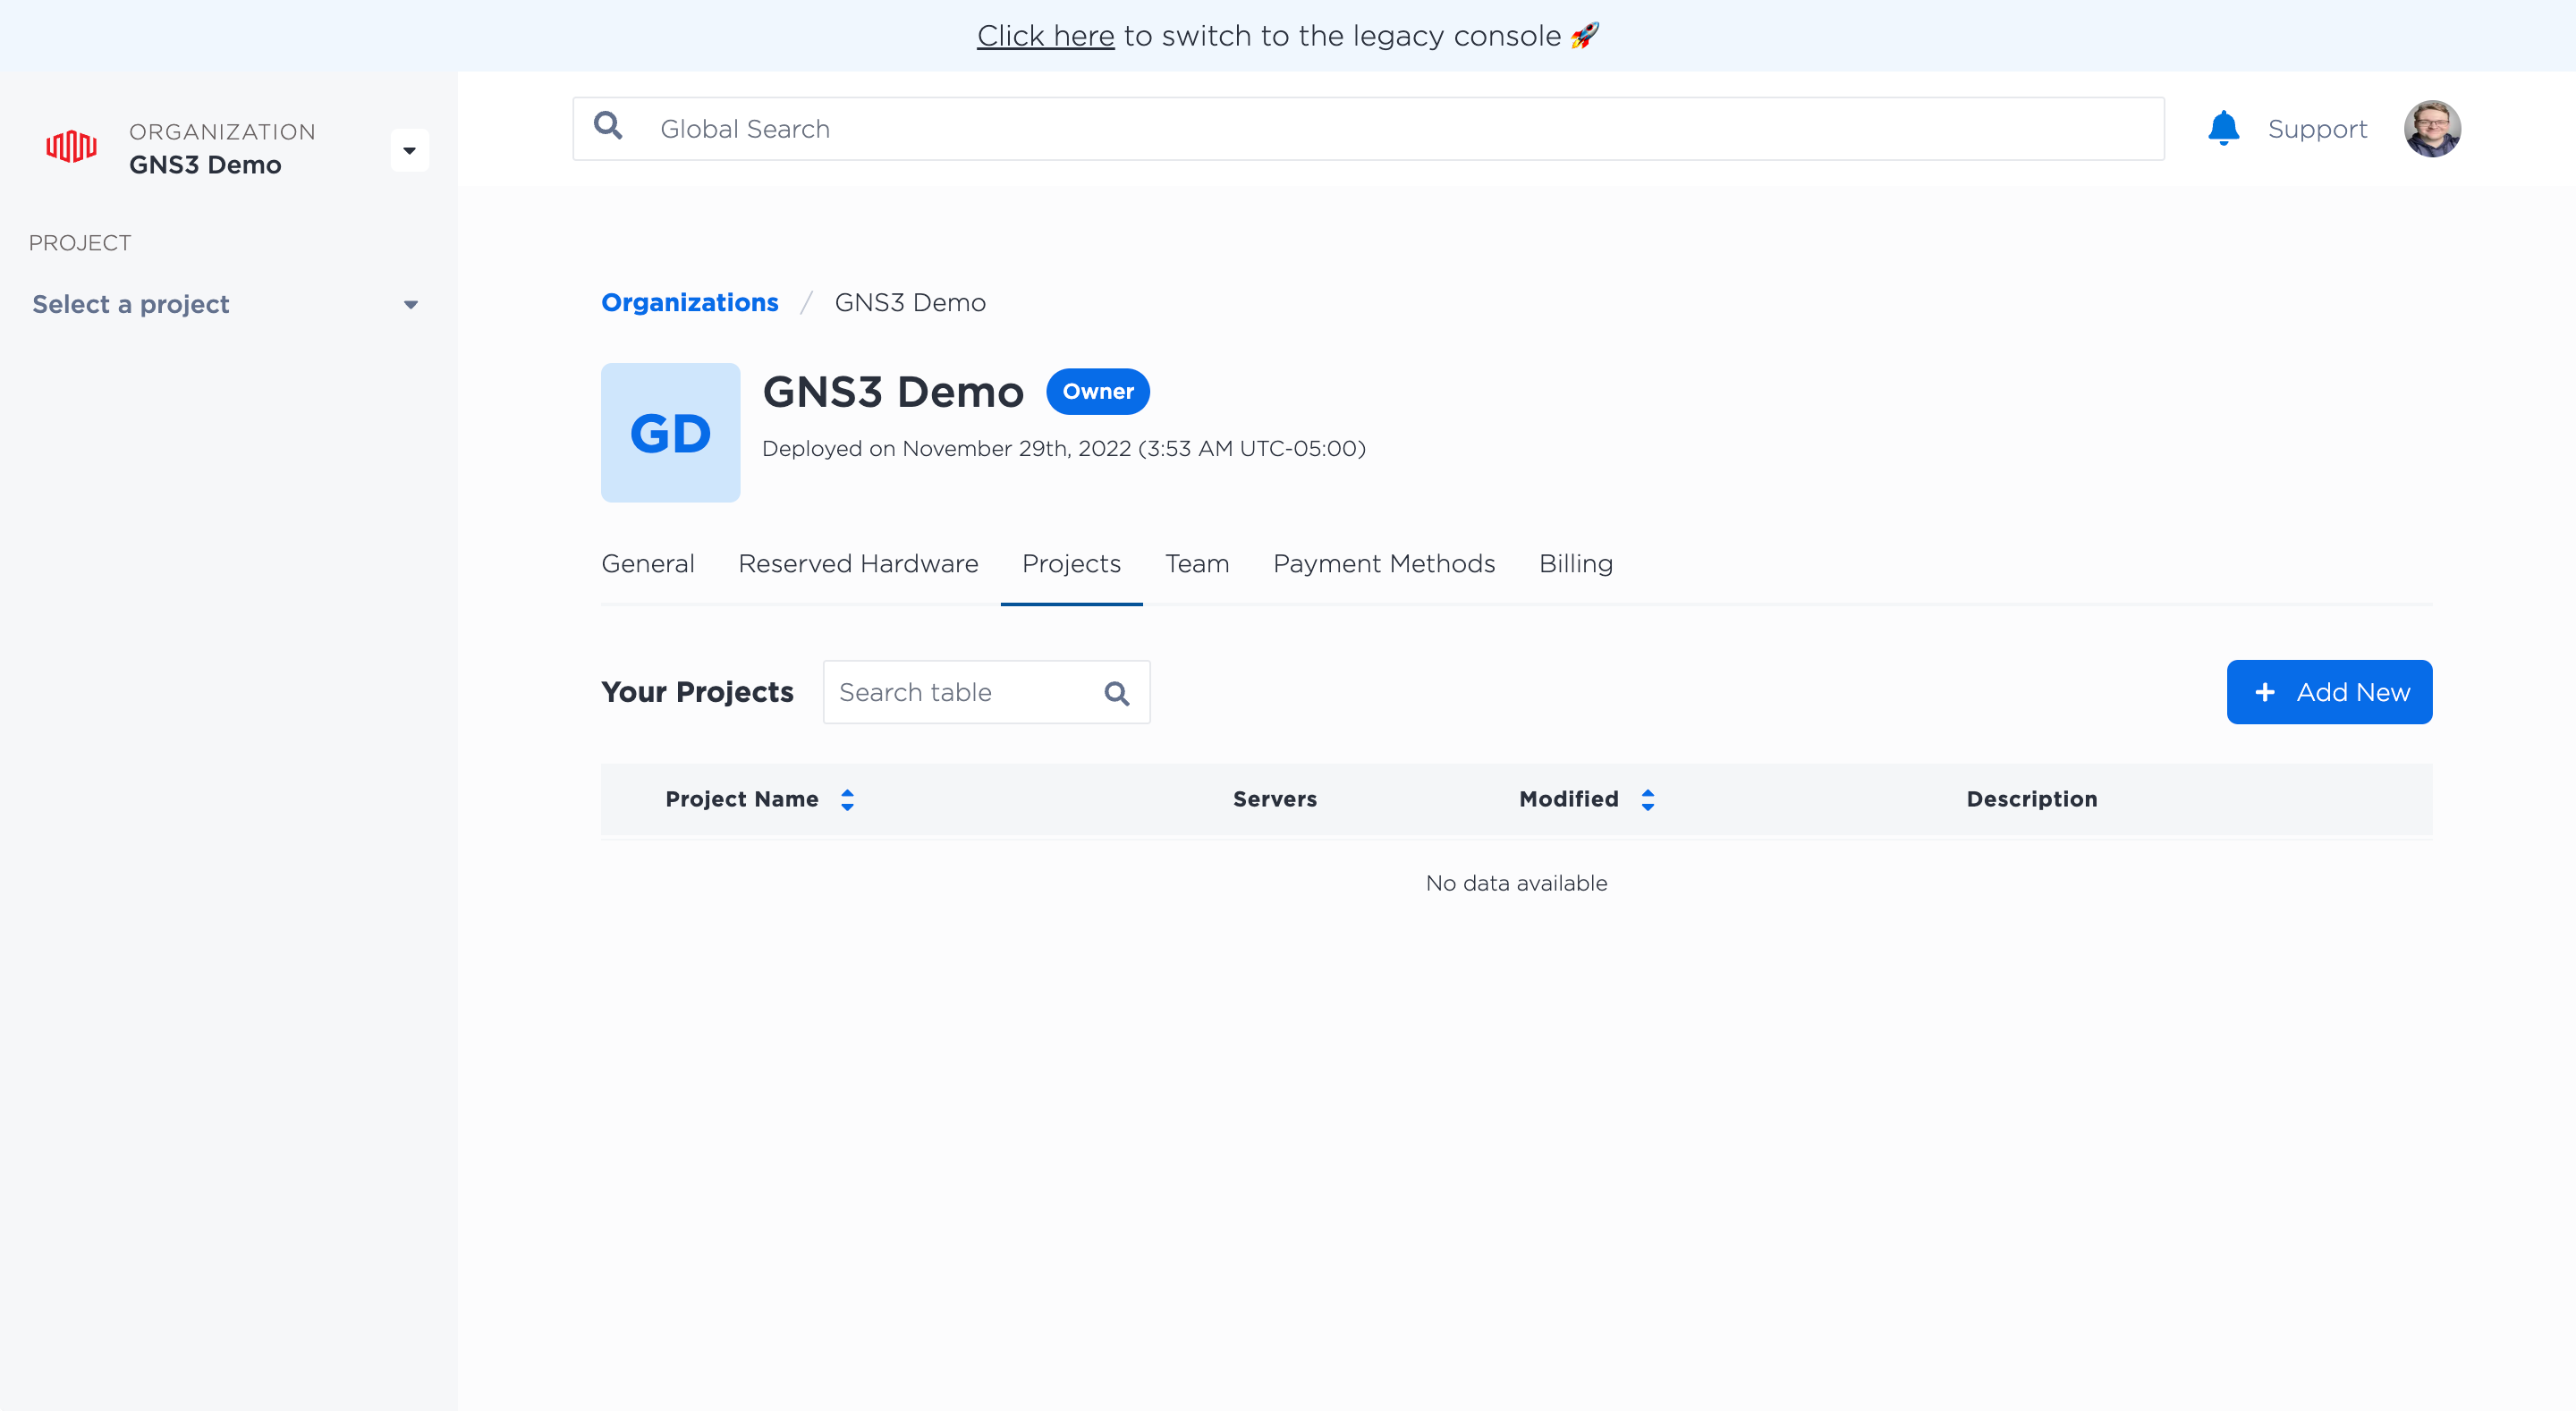 Click here to switch to the legacy console 🚀
ORGANIZATION
GNS3 Demo
Global Search
Support
PROJECT
Select a project
Organizations / GNS3 Demo
GD
GNS3 Demo Owner
Deployed on November 29th, 2022 (3:53 AM UTC-05:00)
General Reserved Hardware Projects Team Payment Methods Billing
Your Projects Search table + Add New
Project Name Servers Modified Description
No data available